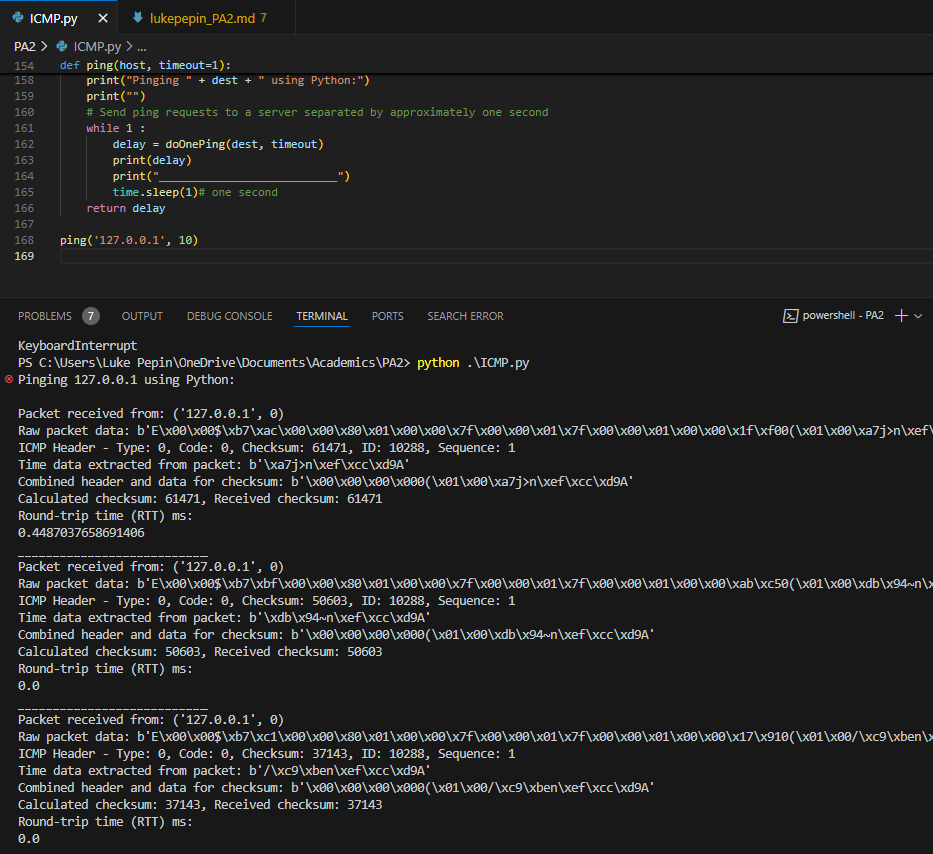 ICMP.py
lukepepin_PA2.md 7
PA2 > ICMP.py > ...
154 def ping(host, timeout=1):
158 print("Pinging " + dest + " using Python:")
159 print("")
160 # Send ping requests to a server separated by approximately one second
161 while 1 :
162 delay = doOnePing(dest, timeout)
163 print(delay)
164 print("___________________________")
165 time.sleep(1)# one second
166 return delay
167
168 ping('127.0.0.1', 10)
169
PROBLEMS 7 OUTPUT DEBUG CONSOLE TERMINAL PORTS SEARCH ERROR powershell - PA2
KeyboardInterrupt
PS C:\Users\Luke Pepin\OneDrive\Documents\Academics\PA2> python .\ICMP.py
Pinging 127.0.0.1 using Python:
Packet received from: ('127.0.0.1', 0)
Raw packet data: b'E\x00\x00$\xb7\xac\x00\x00\x80\x01\x00\x00\x7f\x00\x00\x01\x7f\x00\x00\x01\x00\x00\x1f\xf00(\x01\x00\xa7j>n\xef\
ICMP Header - Type: 0, Code: 0, Checksum: 61471, ID: 10288, Sequence: 1
Time data extracted from packet: b'\xa7j>n\xef\xcc\xd9A'
Combined header and data for checksum: b'\x00\x00\x00\x000(\x01\x00\xa7j>n\xef\xcc\xd9A'
Calculated checksum: 61471, Received checksum: 61471
Round-trip time (RTT) ms:
0.4487037658691406
___________________________
Packet received from: ('127.0.0.1', 0)
Raw packet data: b'E\x00\x00$\xb7\xbf\x00\x00\x80\x01\x00\x00\x7f\x00\x00\x01\x7f\x00\x00\x01\x00\x00\xab\xc50(\x01\x00\xdb\x94~n\x
ICMP Header - Type: 0, Code: 0, Checksum: 50603, ID: 10288, Sequence: 1
Time data extracted from packet: b'\xdb\x94~n\xef\xcc\xd9A'
Combined header and data for checksum: b'\x00\x00\x00\x000(\x01\x00\xdb\x94~n\xef\xcc\xd9A'
Calculated checksum: 50603, Received checksum: 50603
Round-trip time (RTT) ms:
0.0
___________________________
Packet received from: ('127.0.0.1', 0)
Raw packet data: b'E\x00\x00$\xb7\xc1\x00\x00\x80\x01\x00\x00\x7f\x00\x00\x01\x7f\x00\x00\x01\x00\x00\x17\x910(\x01\x00/\xc9\xben\x
ICMP Header - Type: 0, Code: 0, Checksum: 37143, ID: 10288, Sequence: 1
Time data extracted from packet: b'/\xc9\xben\xef\xcc\xd9A'
Combined header and data for checksum: b'\x00\x00\x00\x000(\x01\x00/\xc9\xben\xef\xcc\xd9A'
Calculated checksum: 37143, Received checksum: 37143
Round-trip time (RTT) ms:
0.0